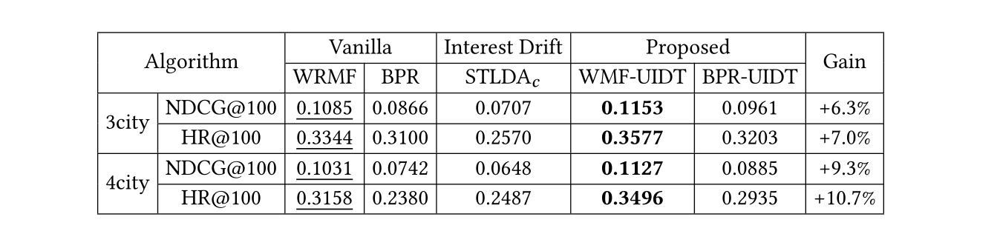 Algorithm Vanilla Interest Drift Proposed Gain
WRMF BPR STLDAc WMF-UIDT BPR-UIDT
3city NDCG@100 0.1085 0.0866 0.0707 0.1153 0.0961 +6.3%
HR@100 0.3344 0.3100 0.2570 0.3577 0.3203 +7.0%
4city NDCG@100 0.1031 0.0742 0.0648 0.1127 0.0885 +9.3%
HR@100 0.3158 0.2380 0.2487 0.3496 0.2935 +10.7%